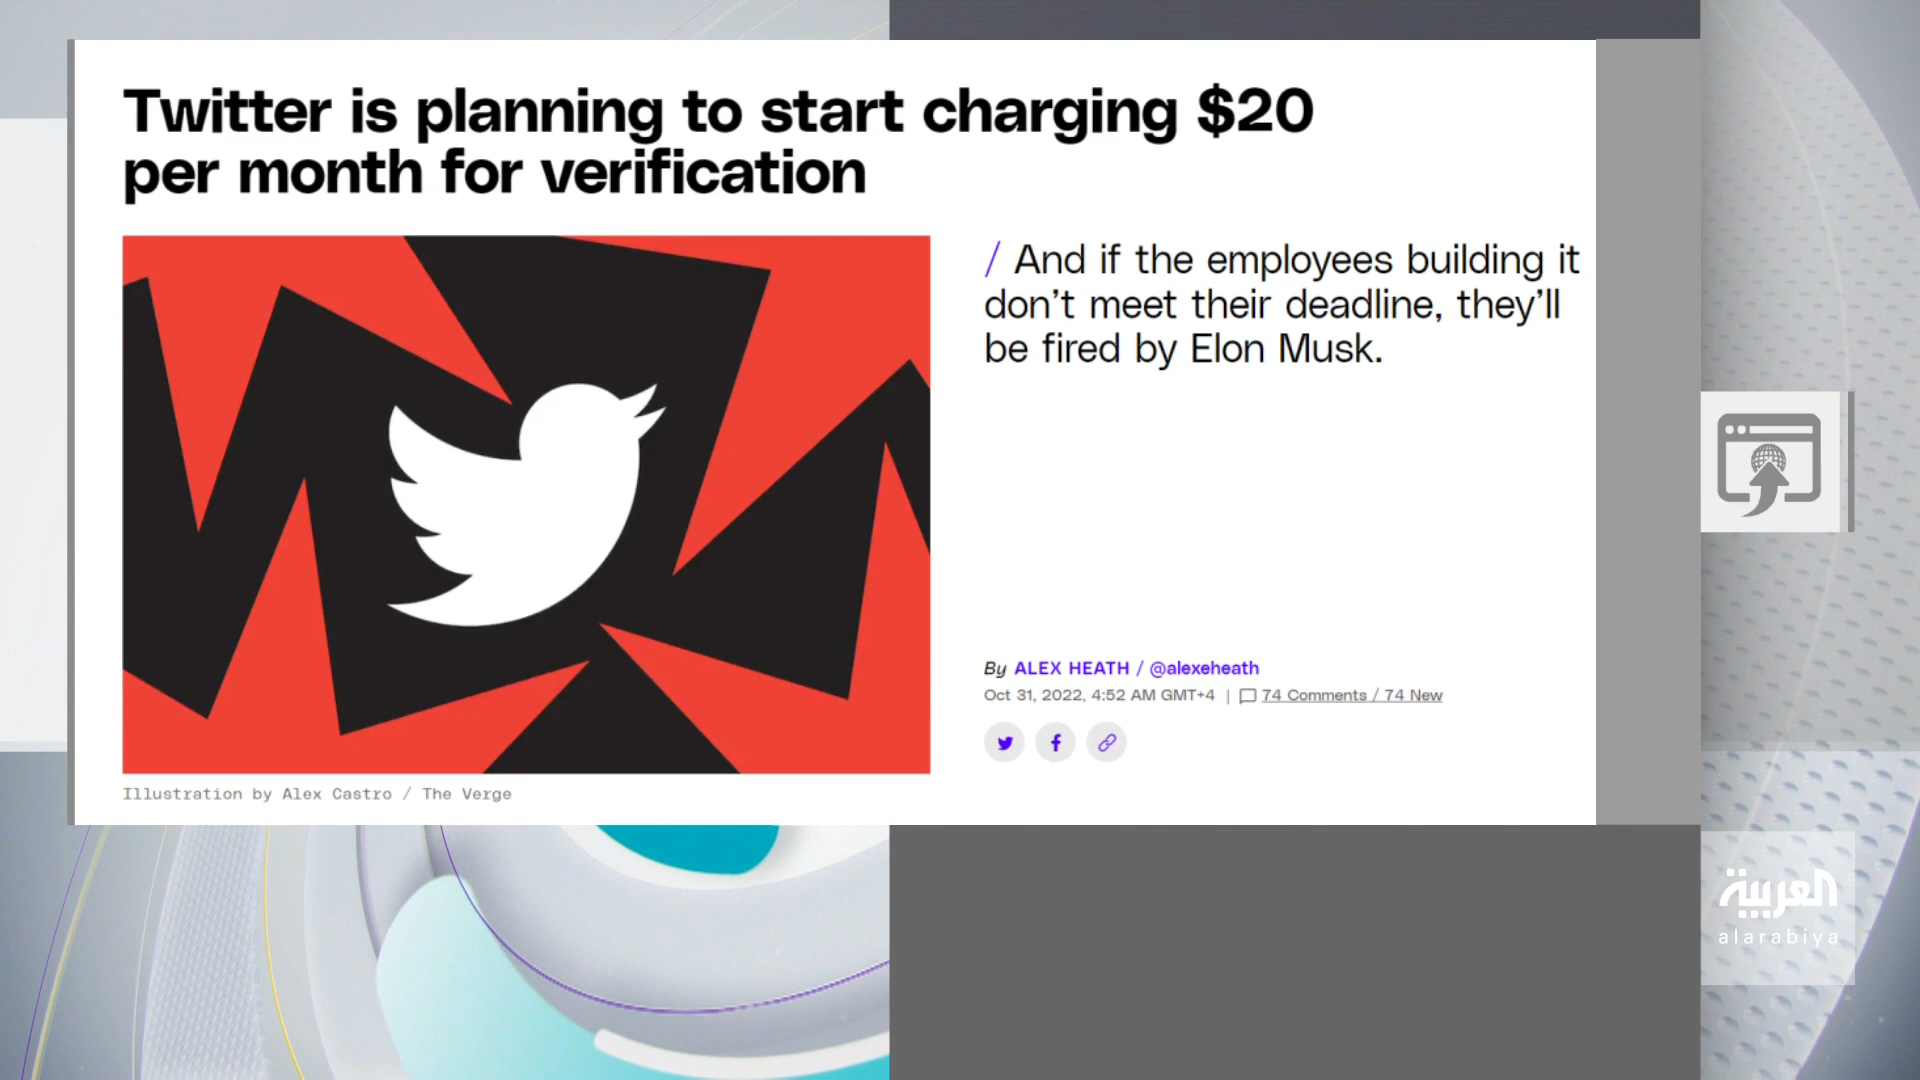 Twitter is planning to start charging $20
per month for verification
/ And if the employees building it
don't meet their deadline, they'll
be fired by Elon Musk.
By ALEX HEATH / @alexeheath
Oct 31, 2022, 4:52 AM GMT+4 | 74 Comments / 74 New
Illustration by Alex Castro / The Verge
العربية
alarabiya